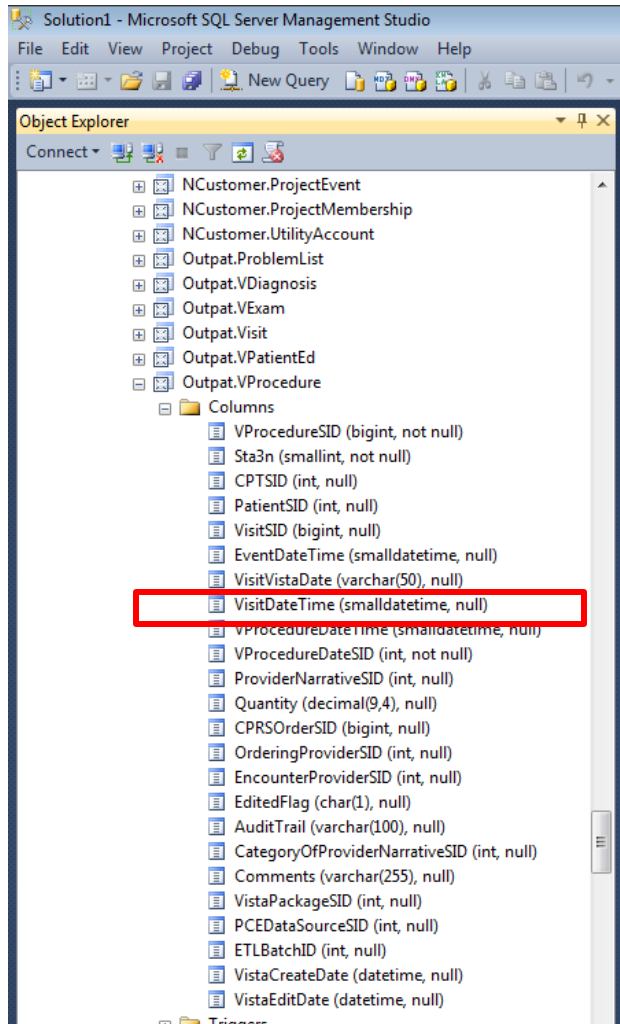 Solution1 - Microsoft SQL Server Management Studio
File Edit View Project Debug Tools Window Help
New Query
Object Explorer
Connect
NCustomer.ProjectEvent
NCustomer.ProjectMembership
NCustomer.UtilityAccount
Outpat.ProblemList
Outpat.VDiagnosis
Outpat.VExam
Outpat.Visit
Outpat.VPatientEd
Outpat.VProcedure
Columns
VProcedureSID (bigint, not null)
Sta3n (smallint, not null)
CPTSID (int, null)
PatientSID (int, null)
VisitSID (bigint, null)
EventDateTime (smalldatetime, null)
VisitVistaDate (varchar(50), null)
VisitDateTime (smalldatetime, null)
VProcedureDateTime (smalldatetime, null)
VProcedureDateSID (int, not null)
ProviderNarrativeSID (int, null)
Quantity (decimal(9,4), null)
CPRSOrderSID (bigint, null)
OrderingProviderSID (int, null)
EncounterProviderSID (int, null)
EditedFlag (char(1), null)
AuditTrail (varchar(100), null)
CategoryOfProviderNarrativeSID (int, null)
Comments (varchar(255), null)
VistaPackageSID (int, null)
PCEDataSourceSID (int, null)
ETLBatchID (int, null)
VistaCreateDate (datetime, null)
VistaEditDate (datetime, null)
Triggers